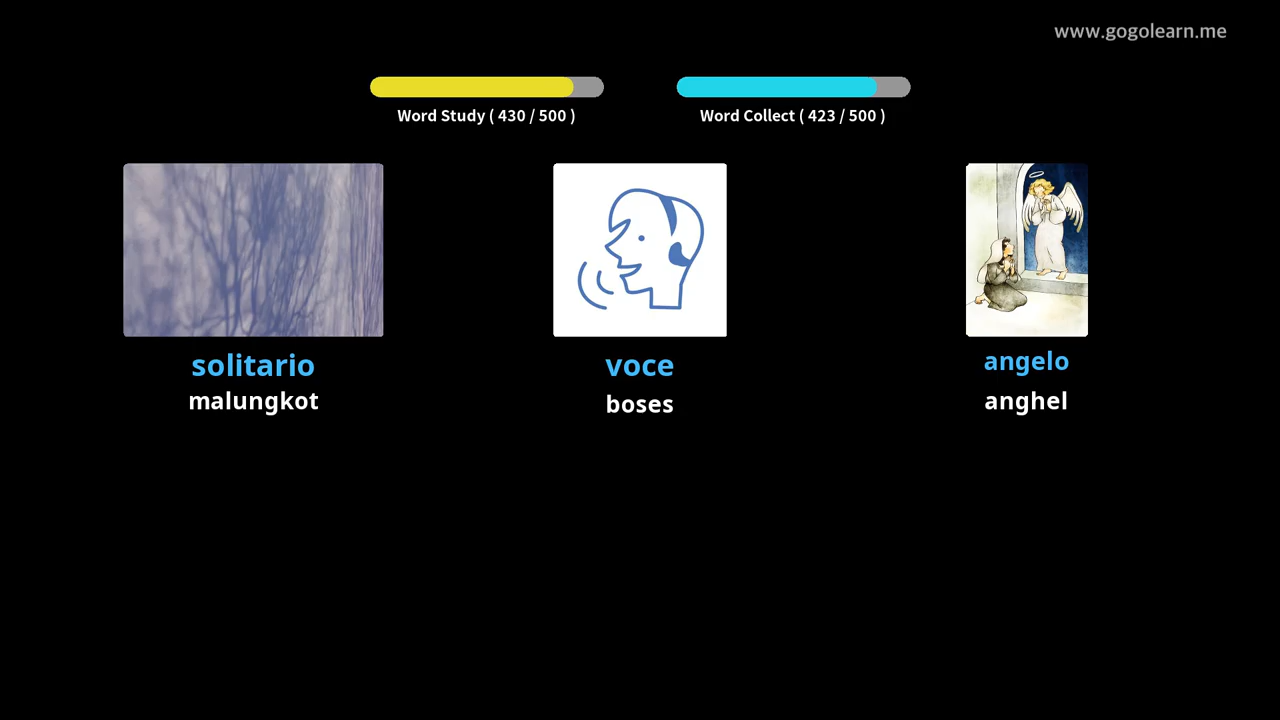 www.gogolearn.me
Word Study ( 430 / 500 )
Word Collect ( 423 / 500 )
solitario
malungkot
voce
boses
angelo
anghel